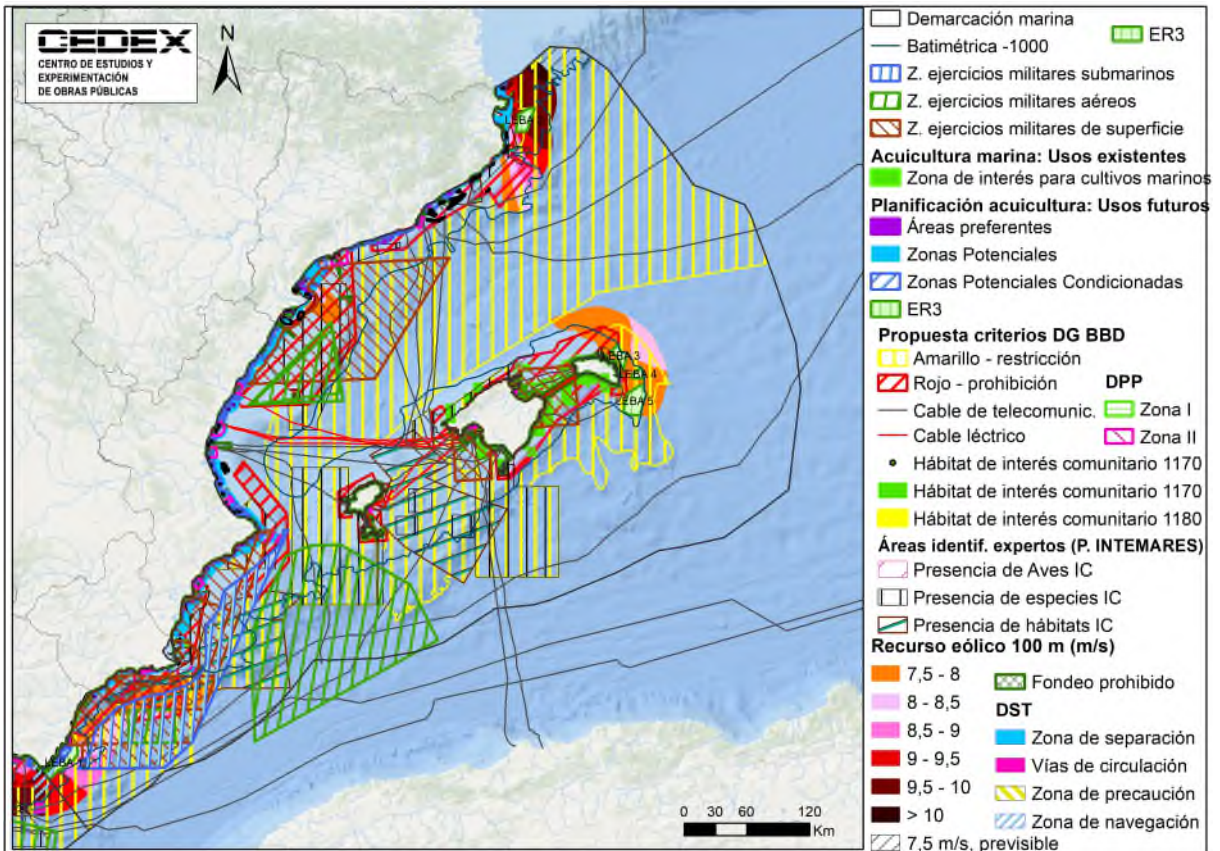 CEDEX
CENTRO DE ESTUDIOS Y
EXPERIMENTACIÓN
DE OBRAS PÚBLICAS
N
LEBA
LEBA 3
LEBA 4
LEBA 5
LEBA 1
0 30 60 120
Km
Demarcación marina
ER3
Batimétrica -1000
Z. ejercicios militares submarinos
Z. ejercicios militares aéreos
Z. ejercicios militares de superficie
Acuicultura marina: Usos existentes
Zona de interés para cultivos marinos
Planificación acuicultura: Usos futuros
Áreas preferentes
Zonas Potenciales
Zonas Potenciales Condicionadas
ER3
Propuesta criterios DG BBD
Amarillo - restricción
Rojo - prohibición
DPP
Cable de telecomunic.
Zona I
Cable léctrico
Zona II
Hábitat de interés comunitario 1170
Hábitat de interés comunitario 1170
Hábitat de interés comunitario 1180
Áreas identif. expertos (P. INTEMARES)
Presencia de Aves IC
Presencia de especies IC
Presencia de hábitats IC
Recurso eólico 100 m (m/s)
7,5 - 8
Fondeo prohibido
8 - 8,5
DST
8,5 - 9
Zona de separación
9 - 9,5
Vías de circulación
9,5 - 10
Zona de precaución
> 10
Zona de navegación
7,5 m/s, previsible